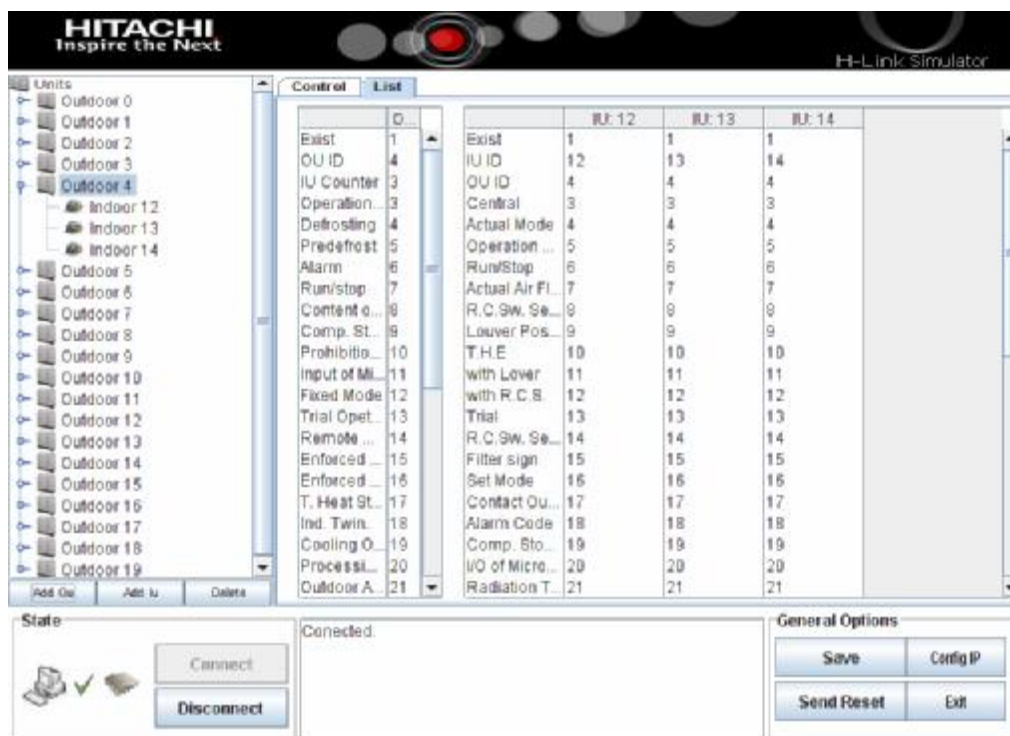 HITACHI
Inspire the Next
H-Link Simulator
Units
Outdoor 0
Outdoor 1
Outdoor 2
Outdoor 3
Outdoor 4
Indoor 12
Indoor 13
Indoor 14
Outdoor 5
Outdoor 6
Outdoor 7
Outdoor 8
Outdoor 9
Outdoor 10
Outdoor 11
Outdoor 12
Outdoor 13
Outdoor 14
Outdoor 15
Outdoor 16
Outdoor 17
Outdoor 18
Outdoor 19
Add Ou Add Iu Delete
Control List
O...
Exist 1
OU ID 4
IU Counter 3
Operation... 3
Defrosting 4
Predefrost 5
Alarm 6
Run/stop 7
Content o... 8
Comp. St... 9
Prohibitio... 10
Input of Mi... 11
Fixed Mode 12
Trial Opet... 13
Remote ... 14
Enforced ... 15
Enforced ... 16
T. Heat St... 17
Ind. Twin. 18
Cooling O... 19
Processi... 20
Outdoor A... 21
IU: 12 IU: 13 IU: 14
Exist 1 1 1
IU ID 12 13 14
OU ID 4 4 4
Central 3 3 3
Actual Mode 4 4 4
Operation ... 5 5 5
Run/Stop 6 6 6
Actual Air Fl... 7 7 7
R.C.Sw. Se... 8 8 8
Louver Pos... 9 9 9
T.H.E 10 10 10
with Lover 11 11 11
with R.C.S. 12 12 12
Trial 13 13 13
R.C.Sw. Se... 14 14 14
Filter sign 15 15 15
Set Mode 16 16 16
Contact Ou... 17 17 17
Alarm Code 18 18 18
Comp. Sto... 19 19 19
I/O of Micro... 20 20 20
Radiation T... 21 21 21
State
Connect
Disconnect
Conected.
General Options
Save Config IP
Send Reset Exit